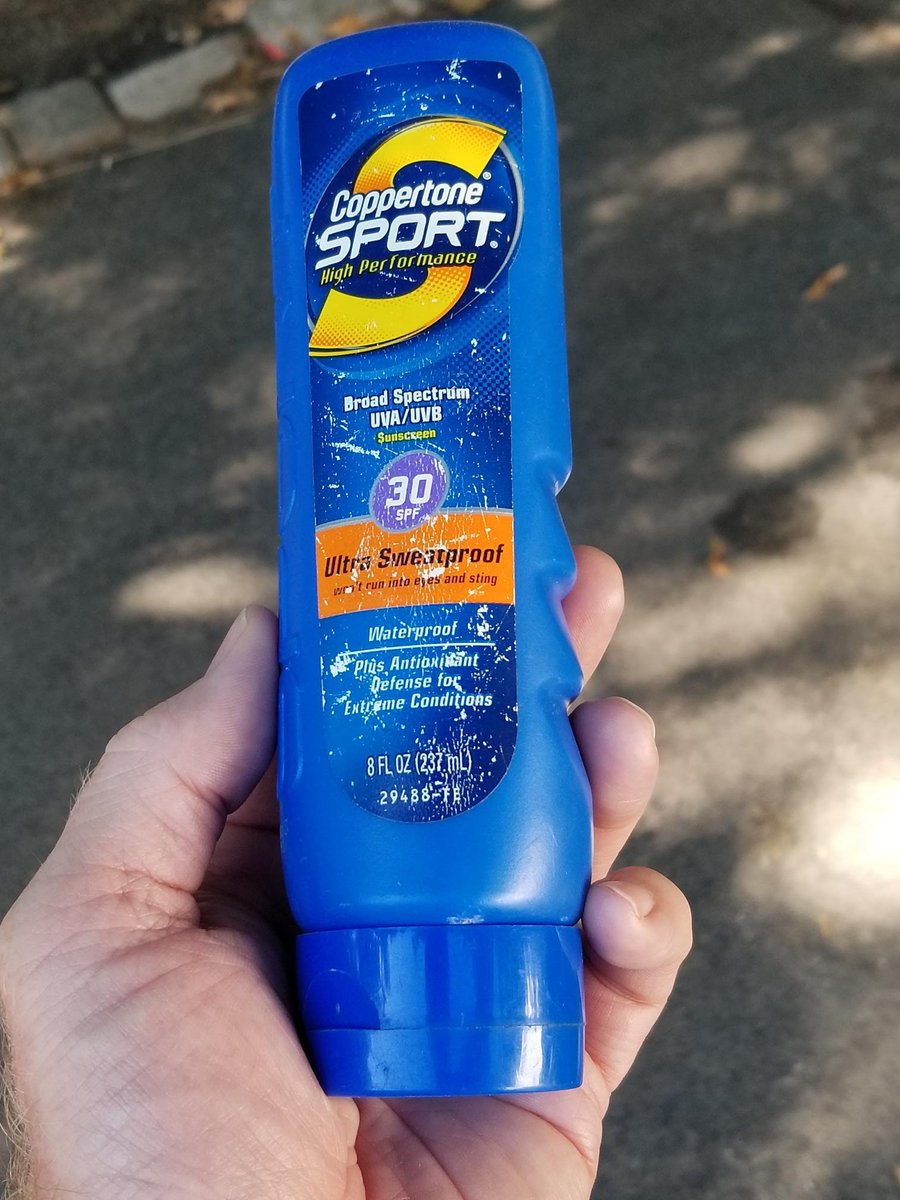 Coppertone®
SPORT®
High Performance
Broad Spectrum
UVA/UVB
Sunscreen
30
SPF
Ultra Sweatproof
won't run into eyes and sting
Waterproof
Plus Antioxidant
Defense for
Extreme Conditions
8 FL OZ (237 mL)